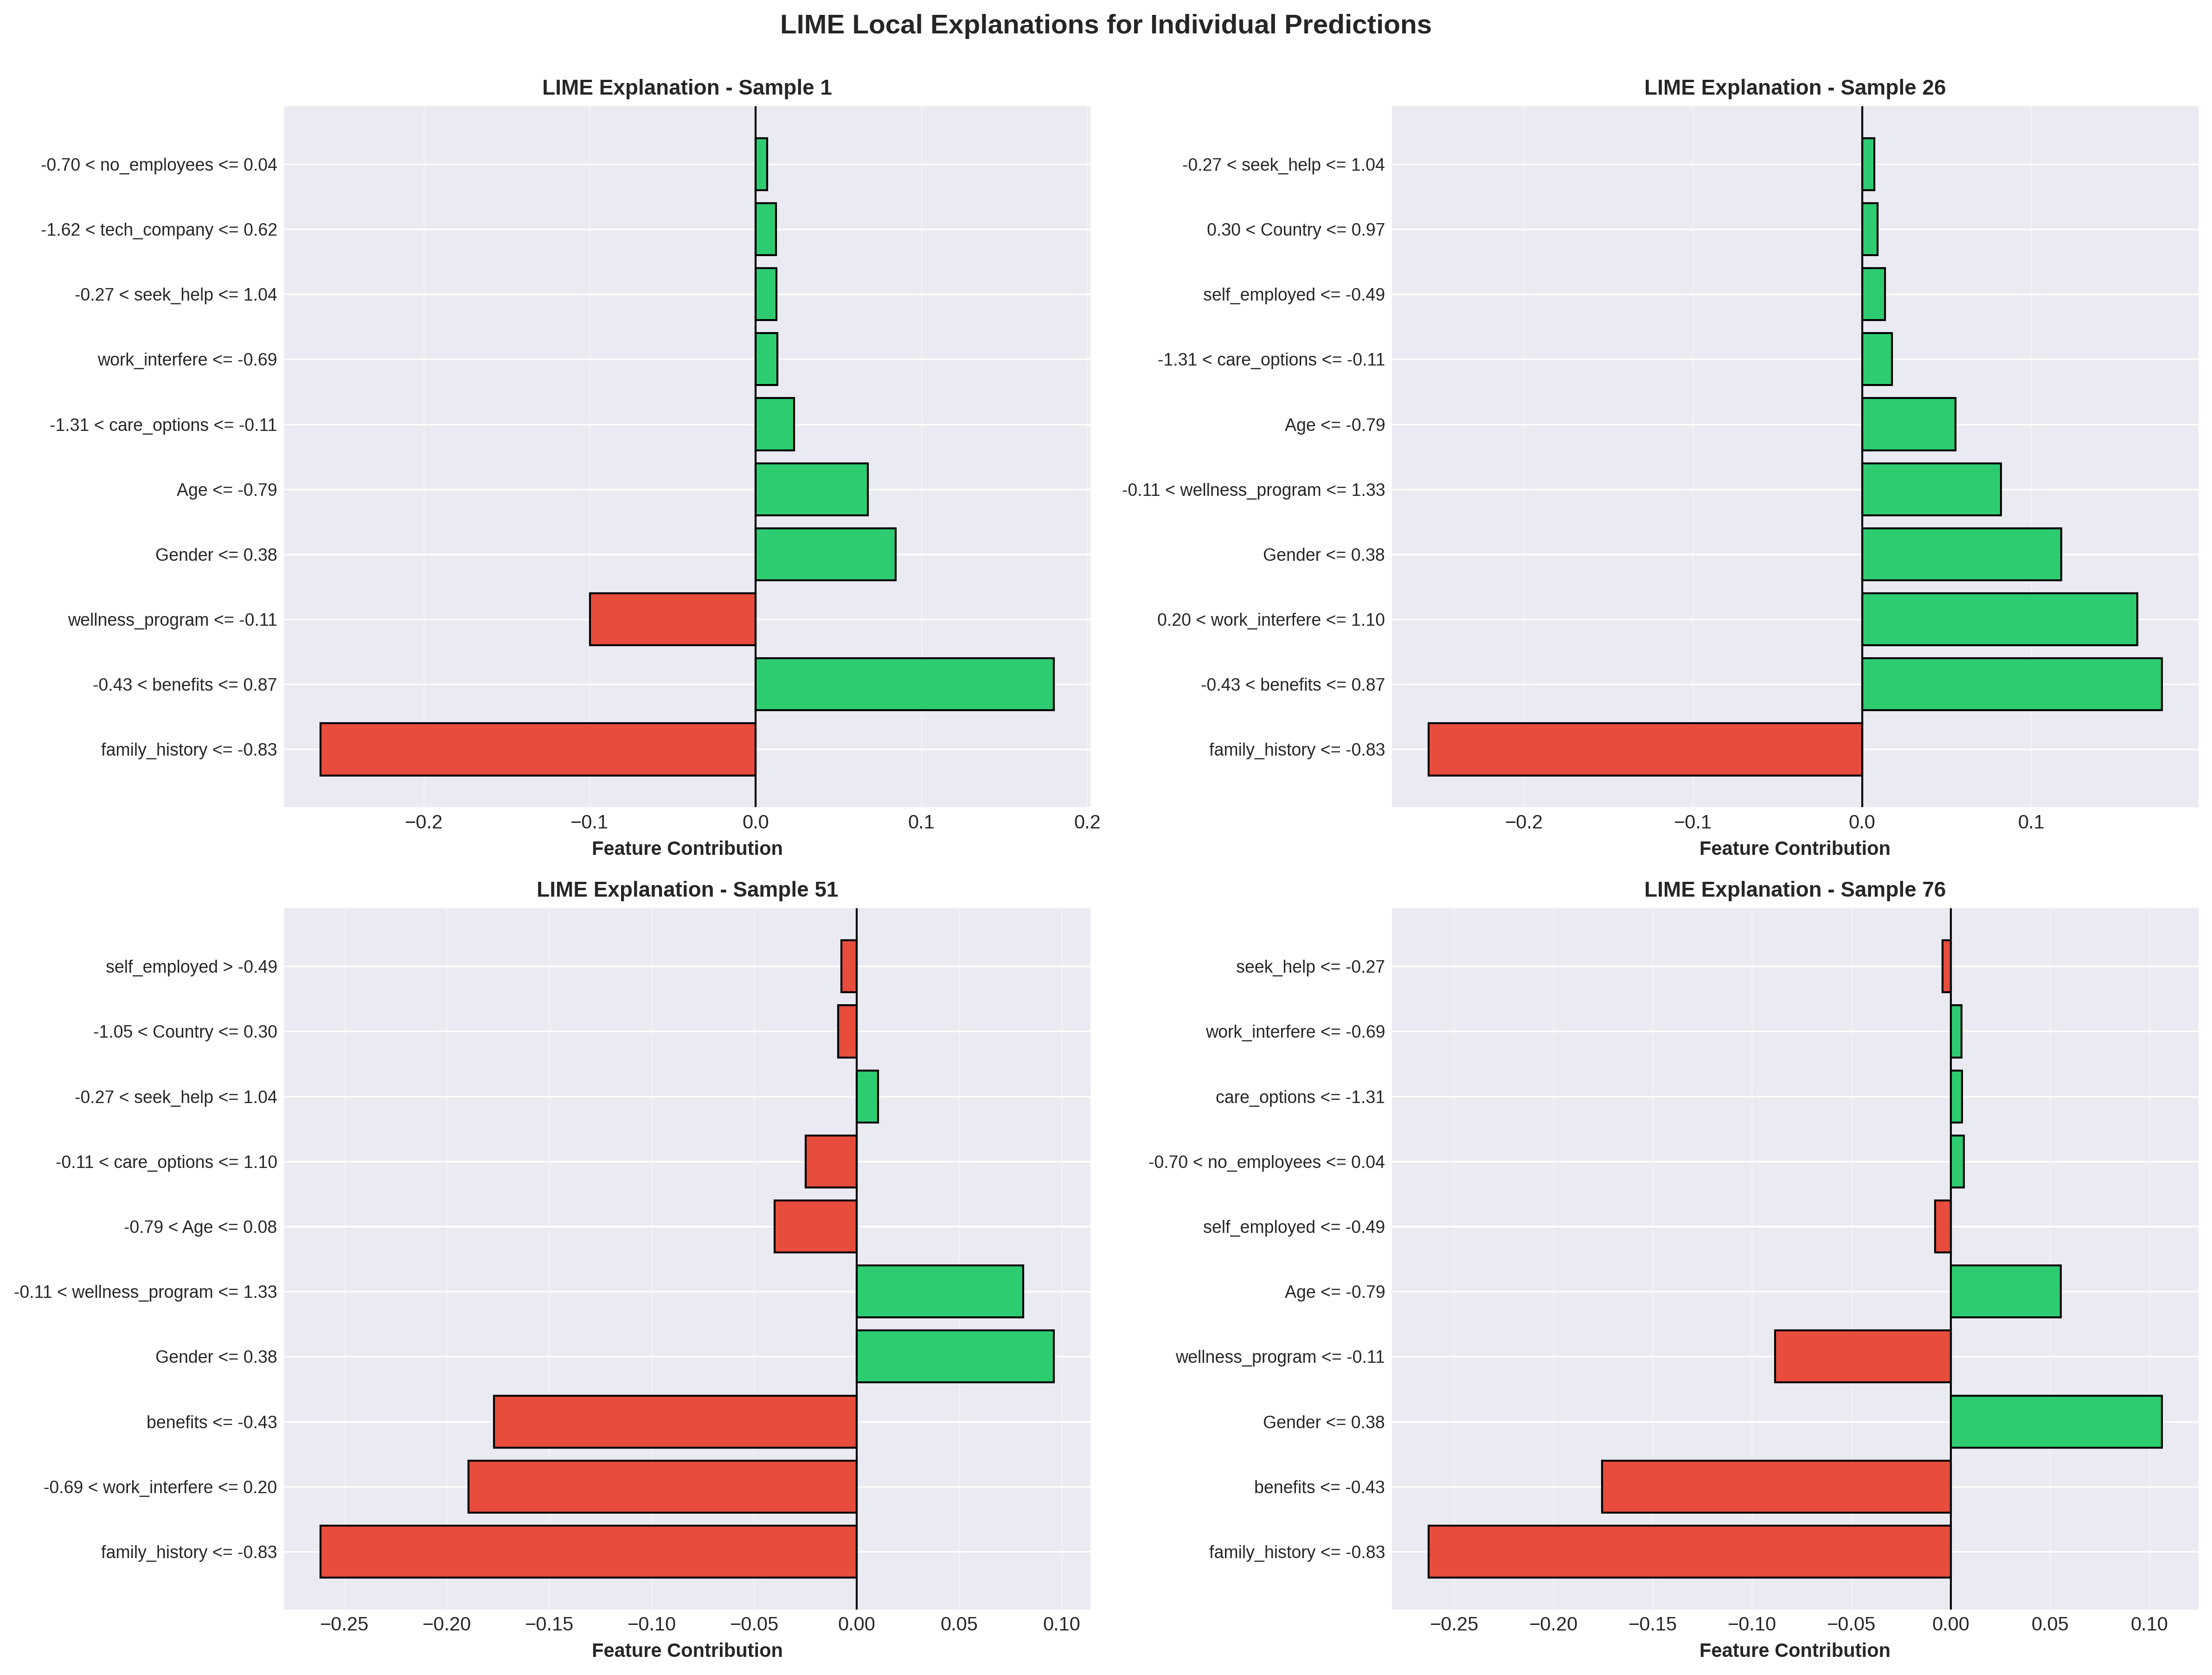 LIME Local Explanations for Individual Predictions
LIME Explanation - Sample 1
-0.70 < no_employees <= 0.04
-1.62 < tech_company <= 0.62
-0.27 < seek_help <= 1.04
work_interfere <= -0.69
-1.31 < care_options <= -0.11
Age <= -0.79
Gender <= 0.38
wellness_program <= -0.11
-0.43 < benefits <= 0.87
family_history <= -0.83
−0.2 −0.1 0.0 0.1 0.2
Feature Contribution
LIME Explanation - Sample 26
-0.27 < seek_help <= 1.04
0.30 < Country <= 0.97
self_employed <= -0.49
-1.31 < care_options <= -0.11
Age <= -0.79
-0.11 < wellness_program <= 1.33
Gender <= 0.38
0.20 < work_interfere <= 1.10
-0.43 < benefits <= 0.87
family_history <= -0.83
−0.2 −0.1 0.0 0.1
Feature Contribution
LIME Explanation - Sample 51
self_employed > -0.49
-1.05 < Country <= 0.30
-0.27 < seek_help <= 1.04
-0.11 < care_options <= 1.10
-0.79 < Age <= 0.08
-0.11 < wellness_program <= 1.33
Gender <= 0.38
benefits <= -0.43
-0.69 < work_interfere <= 0.20
family_history <= -0.83
−0.25 −0.20 −0.15 −0.10 −0.05 0.00 0.05 0.10
Feature Contribution
LIME Explanation - Sample 76
seek_help <= -0.27
work_interfere <= -0.69
care_options <= -1.31
-0.70 < no_employees <= 0.04
self_employed <= -0.49
Age <= -0.79
wellness_program <= -0.11
Gender <= 0.38
benefits <= -0.43
family_history <= -0.83
−0.25 −0.20 −0.15 −0.10 −0.05 0.00 0.05 0.10
Feature Contribution